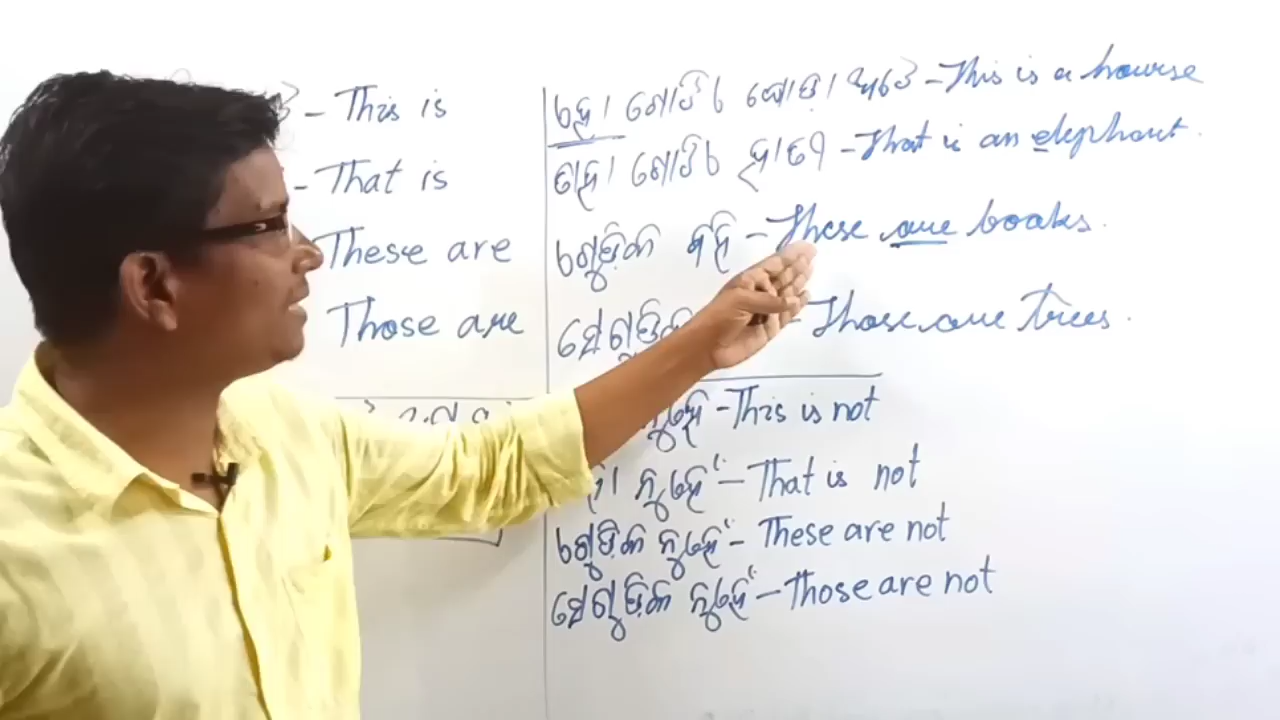 – This is
– That is
These are
Those are
ଏହା ଗୋଟିଏ ଘୋଡ଼ା ଅଟେ – This is a hourse
ତାହା ଗୋଟିଏ ହାତୀ – That is an elephant.
ଏଗୁଡ଼ିକ ବହି – These are books.
ସେଗୁଡ଼ିକ – Those are trees.
ନୁହେଁ – This is not
ନୁହେଁ – That is not
ଏଗୁଡ଼ିକ ନୁହେଁ – These are not
ସେଗୁଡ଼ିକ ନୁହେଁ – Those are not